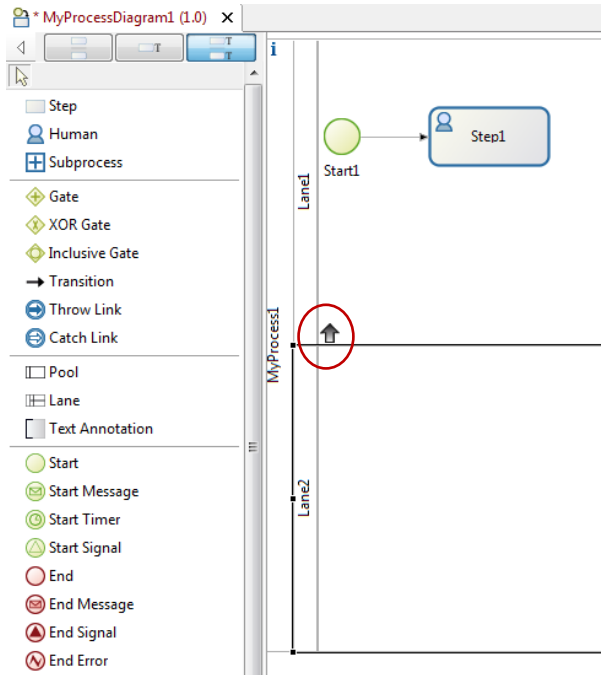 * MyProcessDiagram1 (1.0) X
T
T
T
i
Step
Human
Subprocess
Gate
XOR Gate
Inclusive Gate
Transition
Throw Link
Catch Link
Pool
Lane
Text Annotation
Start
Start Message
Start Timer
Start Signal
End
End Message
End Signal
End Error
MyProcess1
Lane1
Start1
Step1
Lane2